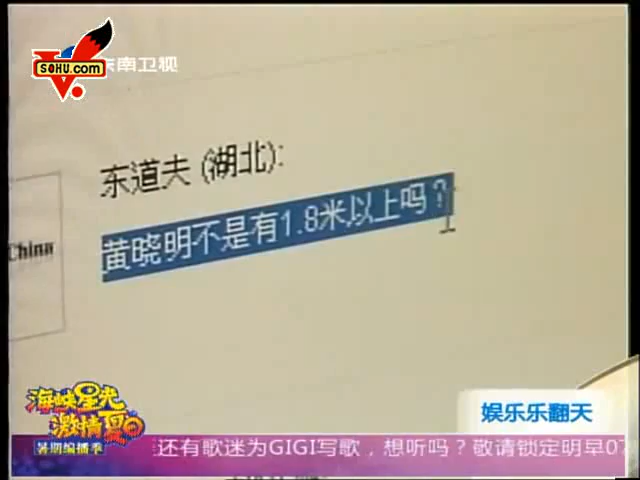 SOHU.com
东南卫视
东道夫 (湖北):
黄晓明不是有1.8米以上吗?
China
海峡星光
激情夏日
暑期编播季
娱乐乐翻天
还有歌迷为GIGI写歌，想听吗？敬请锁定明早07